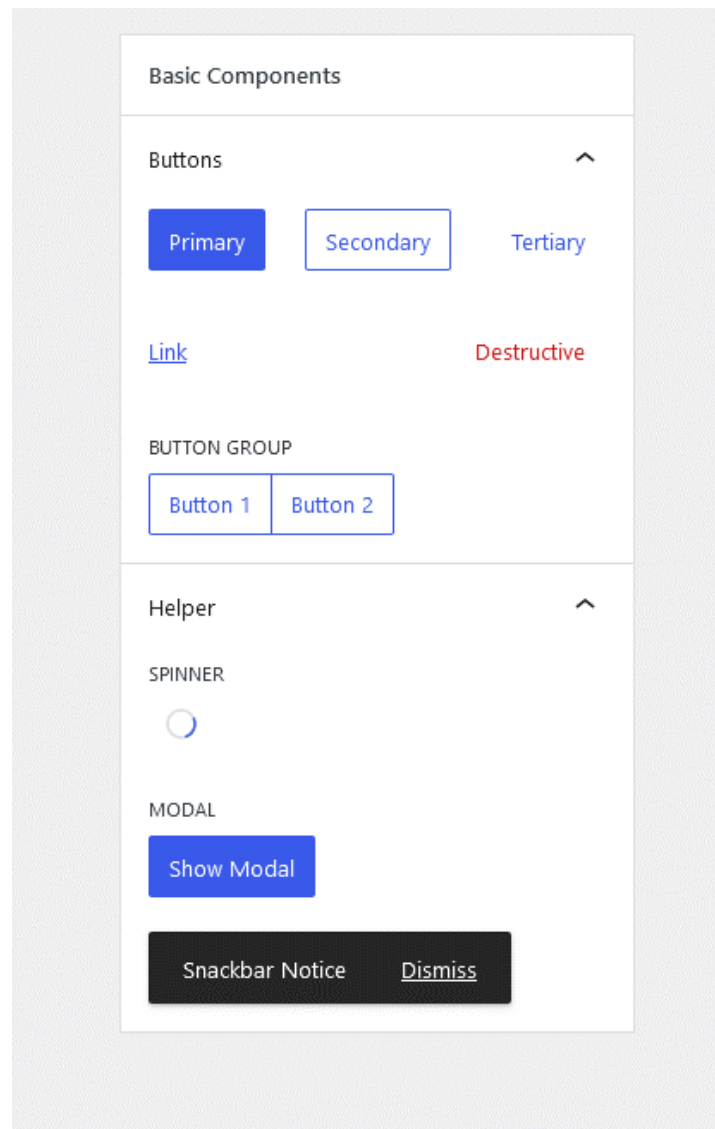 Basic Components
Buttons
Primary Secondary Tertiary
Link Destructive
BUTTON GROUP
Button 1 Button 2
Helper
SPINNER
MODAL
Show Modal
Snackbar Notice Dismiss